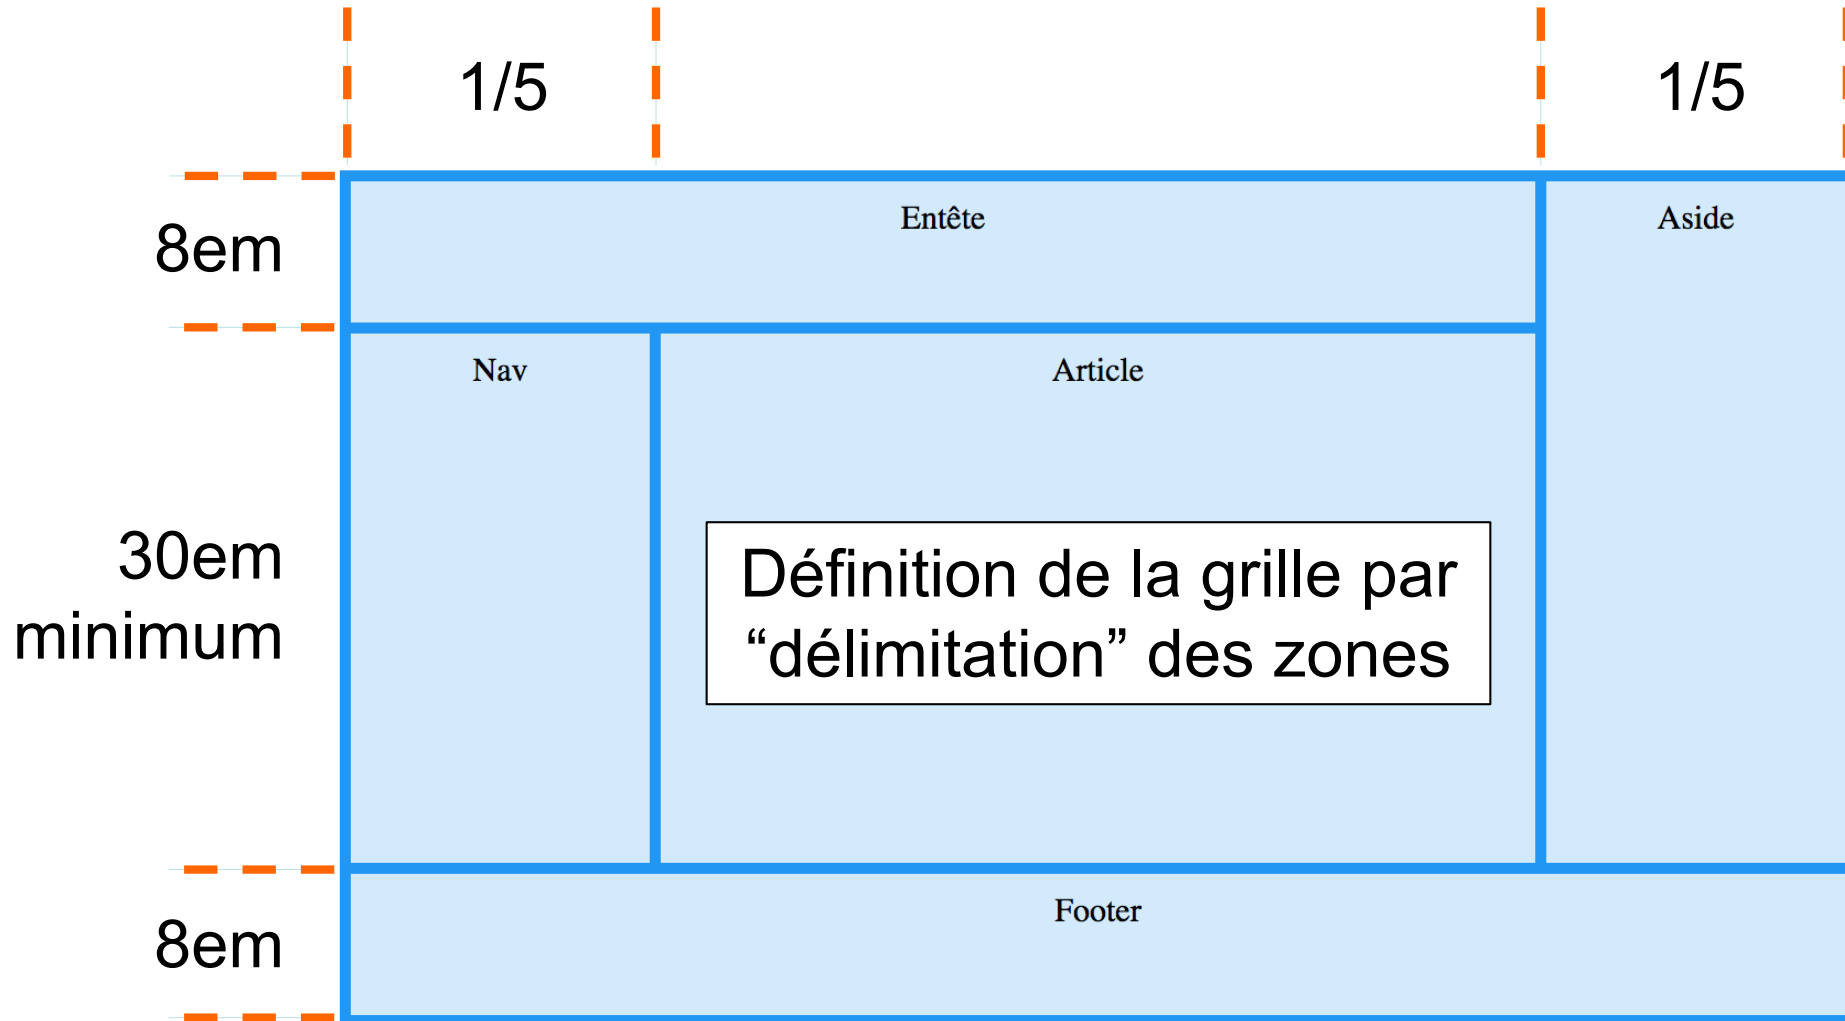 1/5
1/5
8em
Entête
Aside
Nav
Article
30em
minimum
Définition de la grille par
“délimitation” des zones
8em
Footer